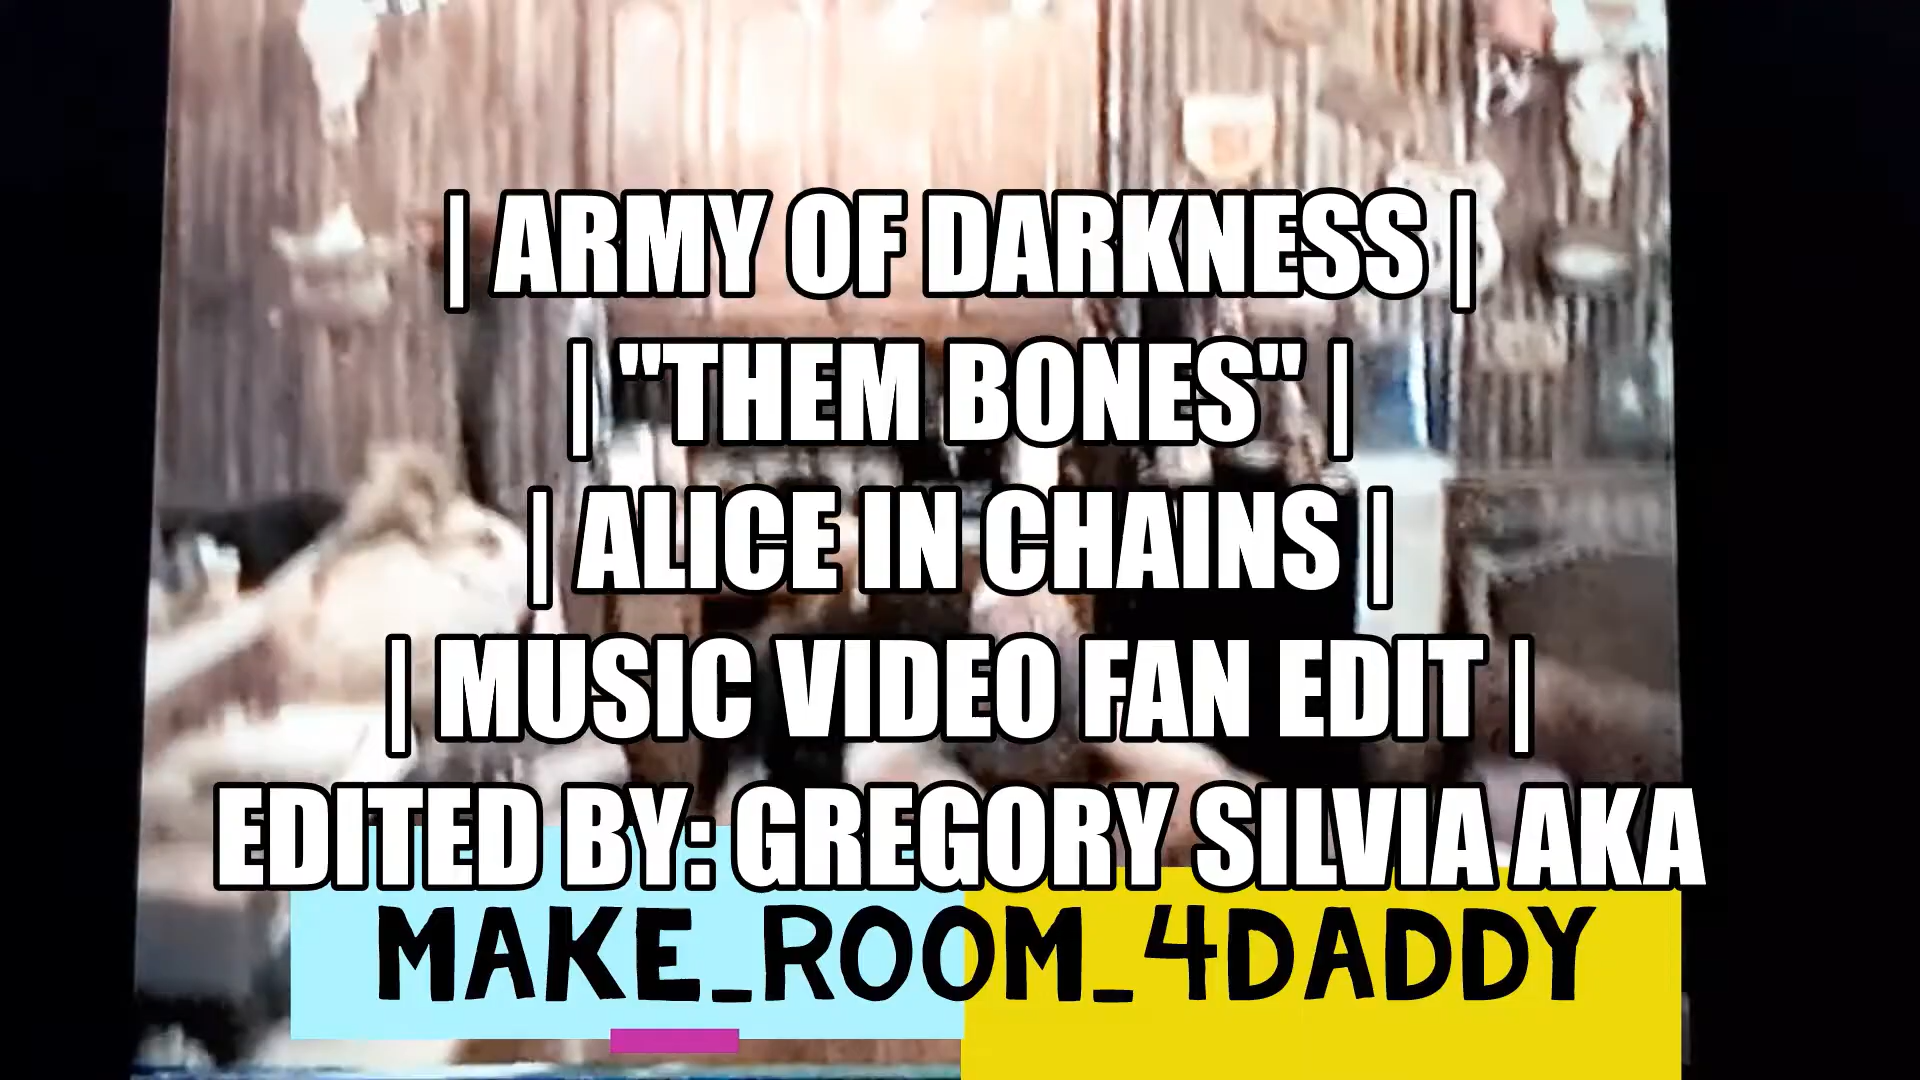 | ARMY OF DARKNESS |
| "THEM BONES" |
| ALICE IN CHAINS |
| MUSIC VIDEO FAN EDIT |
EDITED BY: GREGORY SILVIA AKA
MAKE_ROOM_4DADDY